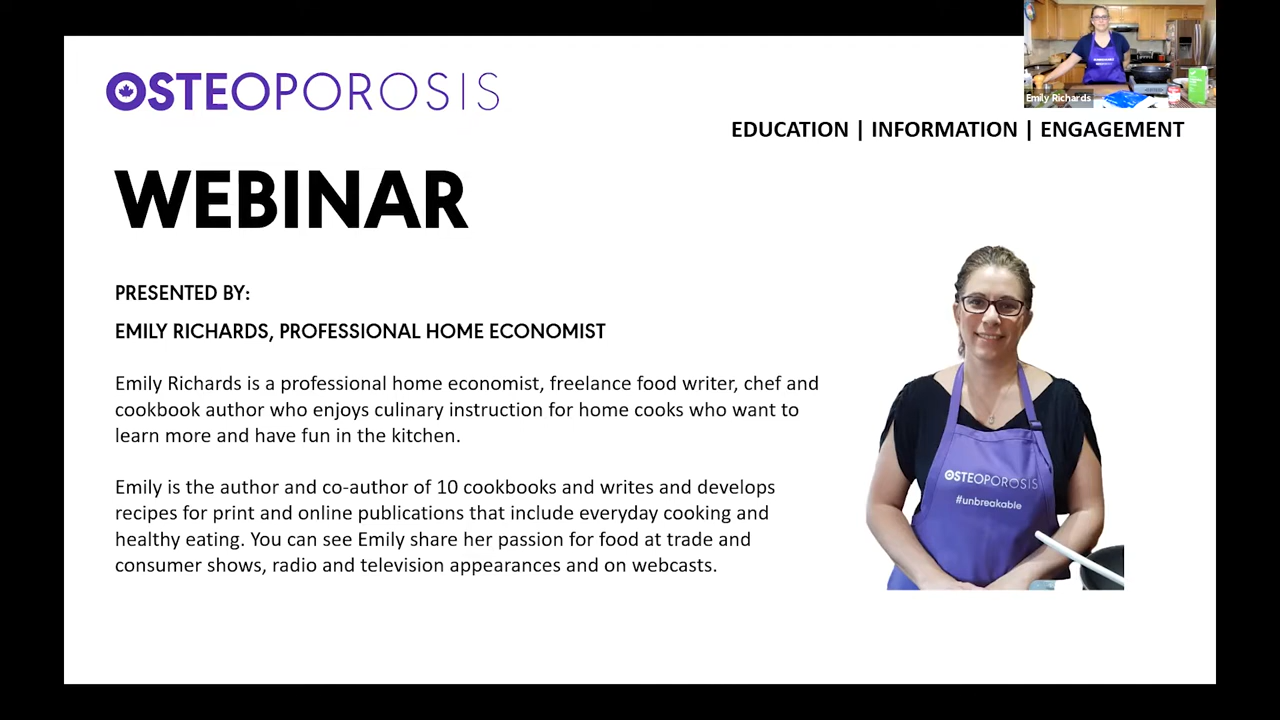 OSTEOPOROSIS
Emily Richards
EDUCATION | INFORMATION | ENGAGEMENT
WEBINAR
PRESENTED BY:
EMILY RICHARDS, PROFESSIONAL HOME ECONOMIST
Emily Richards is a professional home economist, freelance food writer, chef and
cookbook author who enjoys culinary instruction for home cooks who want to
learn more and have fun in the kitchen.
Emily is the author and co-author of 10 cookbooks and writes and develops
recipes for print and online publications that include everyday cooking and
healthy eating. You can see Emily share her passion for food at trade and
consumer shows, radio and television appearances and on webcasts.
OSTEOPOROSIS
#unbreakable